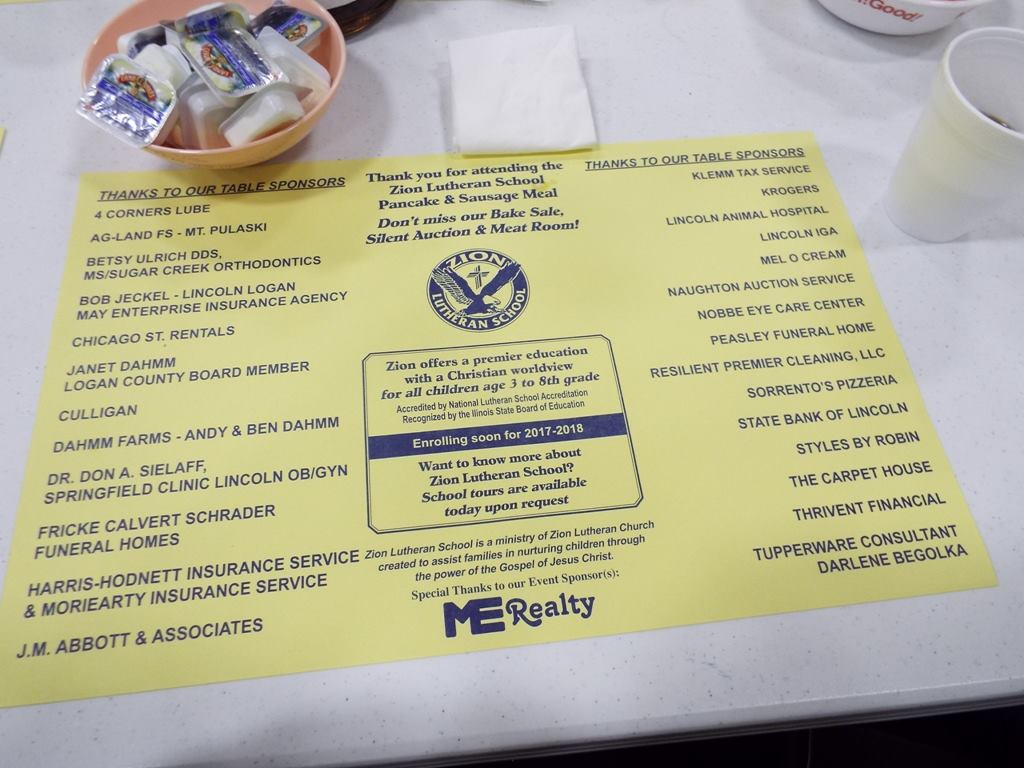 Good!
THANKS TO OUR TABLE SPONSORS
4 CORNERS LUBE
AG-LAND FS - MT. PULASKI
BETSY ULRICH DDS,
MS/SUGAR CREEK ORTHODONTICS
BOB JECKEL - LINCOLN LOGAN
MAY ENTERPRISE INSURANCE AGENCY
CHICAGO ST. RENTALS
JANET DAHMM
LOGAN COUNTY BOARD MEMBER
CULLIGAN
DAHMM FARMS - ANDY & BEN DAHMM
DR. DON A. SIELAFF,
SPRINGFIELD CLINIC LINCOLN OB/GYN
FRICKE CALVERT SCHRADER
FUNERAL HOMES
HARRIS-HODNETT INSURANCE SERVICE
& MORIEARTY INSURANCE SERVICE
J.M. ABBOTT & ASSOCIATES
Thank you for attending the
Zion Lutheran School
Pancake & Sausage Meal
Don't miss our Bake Sale,
Silent Auction & Meat Room!
ZION
LUTHERAN SCHOOL
Zion offers a premier education
with a Christian worldview
for all children age 3 to 8th grade
Accredited by National Lutheran School Accreditation
Recognized by the Illinois State Board of Education
Enrolling soon for 2017-2018
Want to know more about
Zion Lutheran School?
School tours are available
today upon request
Zion Lutheran School is a ministry of Zion Lutheran Church
created to assist families in nurturing children through
the power of the Gospel of Jesus Christ.
Special Thanks to our Event Sponsor(s):
ME Realty
THANKS TO OUR TABLE SPONSORS
KLEMM TAX SERVICE
KROGERS
LINCOLN ANIMAL HOSPITAL
LINCOLN IGA
MEL O CREAM
NAUGHTON AUCTION SERVICE
NOBBE EYE CARE CENTER
PEASLEY FUNERAL HOME
RESILIENT PREMIER CLEANING, LLC
SORRENTO'S PIZZERIA
STATE BANK OF LINCOLN
STYLES BY ROBIN
THE CARPET HOUSE
THRIVENT FINANCIAL
TUPPERWARE CONSULTANT
DARLENE BEGOLKA